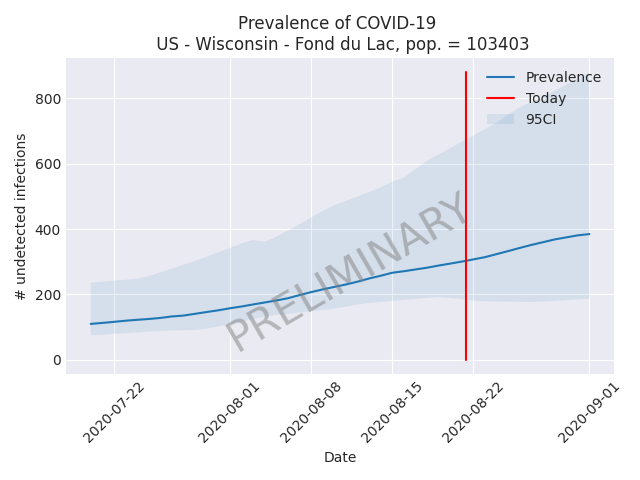 Prevalence of COVID-19
US - Wisconsin - Fond du Lac, pop. = 103403
# undetected infections
800
600
400
200
0
Prevalence
Today
95CI
PRELIMINARY
2020-07-22
2020-08-01
2020-08-08
2020-08-15
2020-08-22
2020-09-01
Date